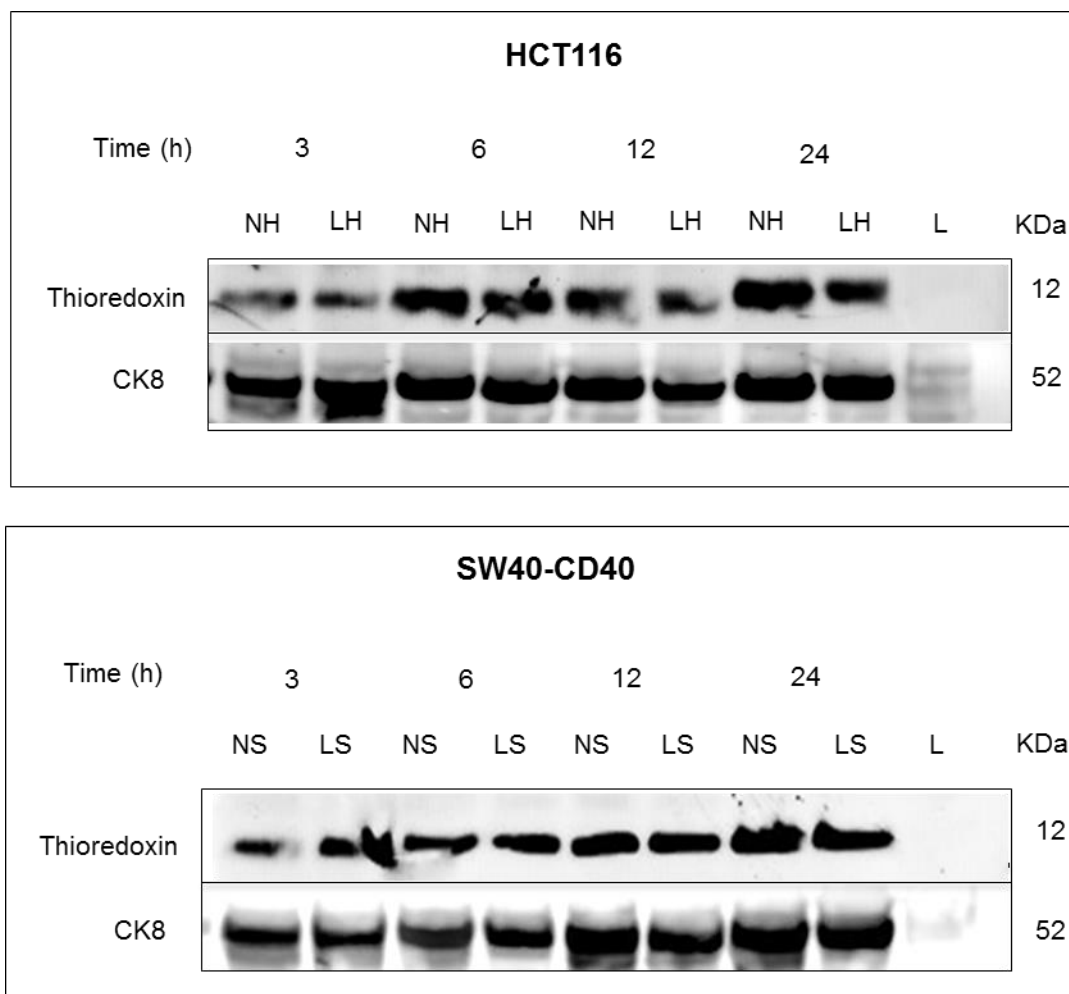 HCT116
Time (h) 3 6 12 24
NH LH NH LH NH LH NH LH L KDa
Thioredoxin 12
CK8 52
SW40-CD40
Time (h) 3 6 12 24
NS LS NS LS NS LS NS LS L KDa
Thioredoxin 12
CK8 52